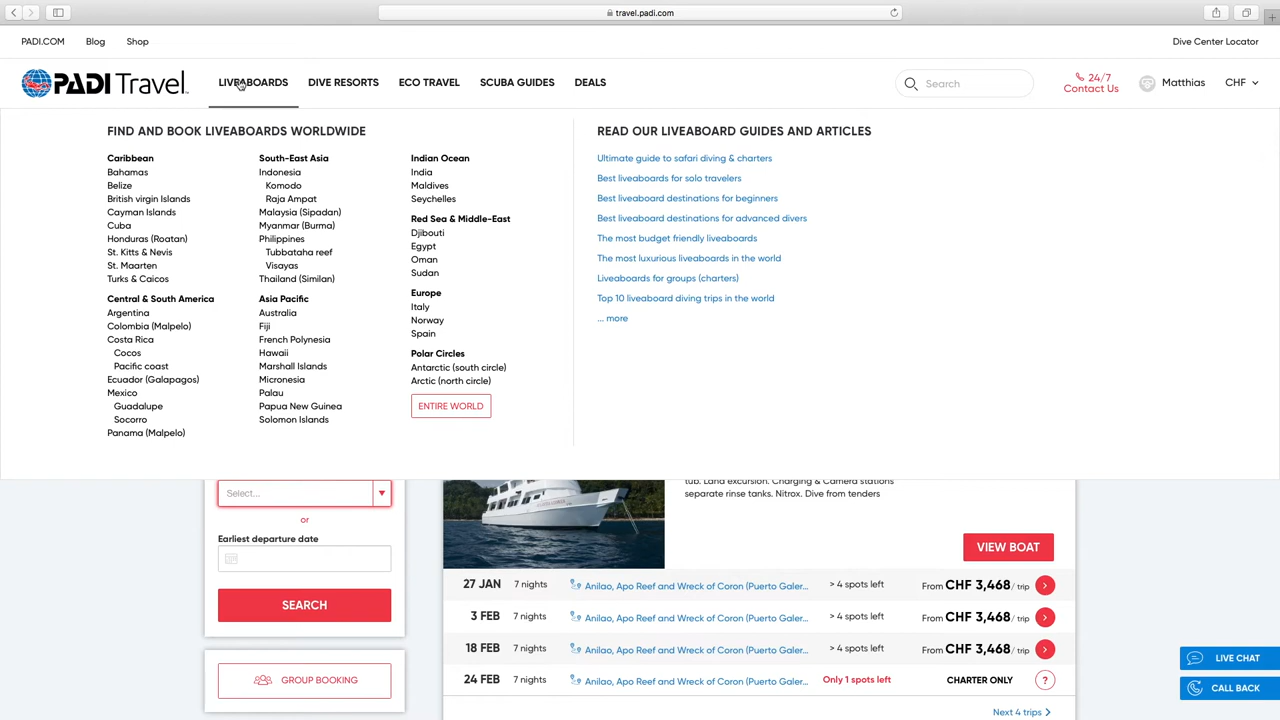 travel.padi.com
PADI.COM Blog Shop Dive Center Locator
PADI Travel LIVEABOARDS DIVE RESORTS ECO TRAVEL SCUBA GUIDES DEALS Search 24/7 Contact Us Matthias CHF
FIND AND BOOK LIVEABOARDS WORLDWIDE
Caribbean
Bahamas
Belize
British virgin Islands
Cayman Islands
Cuba
Honduras (Roatan)
St. Kitts & Nevis
St. Maarten
Turks & Caicos
Central & South America
Argentina
Colombia (Malpelo)
Costa Rica
Cocos
Pacific coast
Ecuador (Galapagos)
Mexico
Guadalupe
Socorro
Panama (Malpelo)
South-East Asia
Indonesia
Komodo
Raja Ampat
Malaysia (Sipadan)
Myanmar (Burma)
Philippines
Tubbataha reef
Visayas
Thailand (Similan)
Asia Pacific
Australia
Fiji
French Polynesia
Hawaii
Marshall Islands
Micronesia
Palau
Papua New Guinea
Solomon Islands
Indian Ocean
India
Maldives
Seychelles
Red Sea & Middle-East
Djibouti
Egypt
Oman
Sudan
Europe
Italy
Norway
Spain
Polar Circles
Antarctic (south circle)
Arctic (north circle)
ENTIRE WORLD
READ OUR LIVEABOARD GUIDES AND ARTICLES
Ultimate guide to safari diving & charters
Best liveaboards for solo travelers
Best liveaboard destinations for beginners
Best liveaboard destinations for advanced divers
The most budget friendly liveaboards
The most luxurious liveaboards in the world
Liveaboards for groups (charters)
Top 10 liveaboard diving trips in the world
... more
Select...
or
Earliest departure date
SEARCH
GROUP BOOKING
tub. Land excursion. Charging & Camera stations
separate rinse tanks. Nitrox. Dive from tenders
VIEW BOAT
27 JAN 7 nights Anilao, Apo Reef and Wreck of Coron (Puerto Galer... > 4 spots left From CHF 3,468 / trip
3 FEB 7 nights Anilao, Apo Reef and Wreck of Coron (Puerto Galer... > 4 spots left From CHF 3,468 / trip
18 FEB 7 nights Anilao, Apo Reef and Wreck of Coron (Puerto Galer... > 4 spots left From CHF 3,468 / trip
24 FEB 7 nights Anilao, Apo Reef and Wreck of Coron (Puerto Galer... Only 1 spots left CHARTER ONLY ?
Next 4 trips
LIVE CHAT
CALL BACK